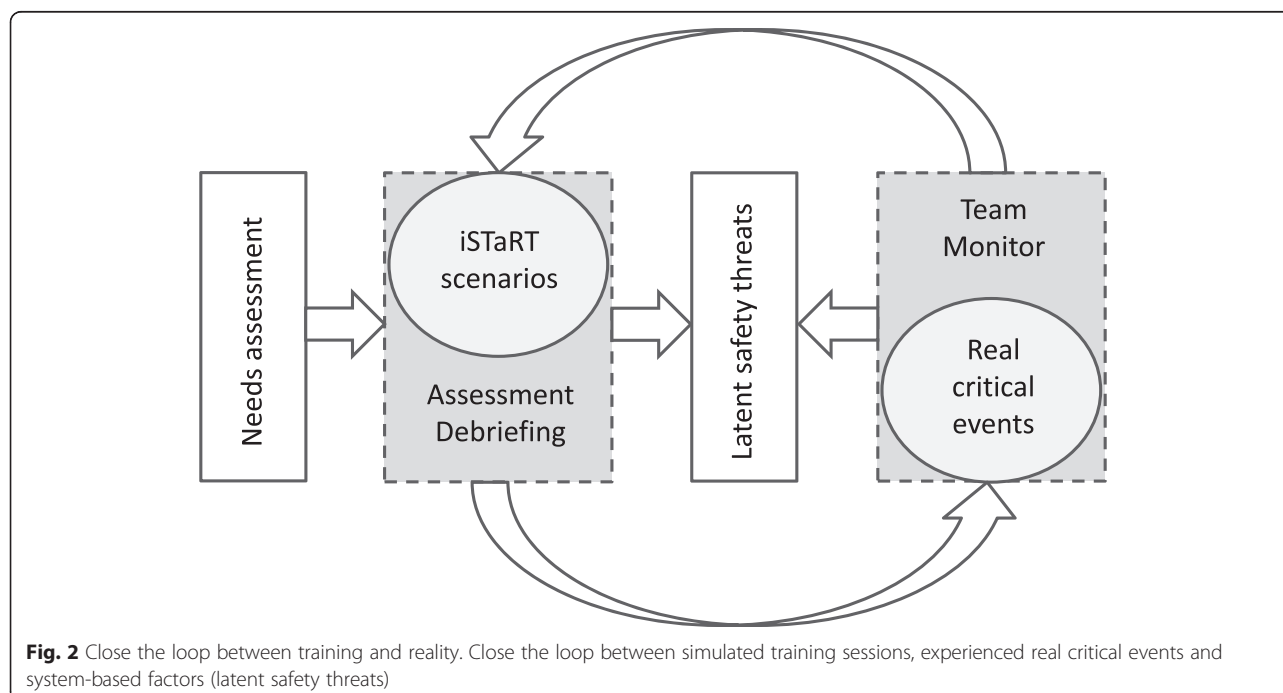 Needs assessment
iSTaRT
scenarios
Assessment
Debriefing
Latent safety threats
Team
Monitor
Real
critical
events
Fig. 2 Close the loop between training and reality. Close the loop between simulated training sessions, experienced real critical events and
system-based factors (latent safety threats)